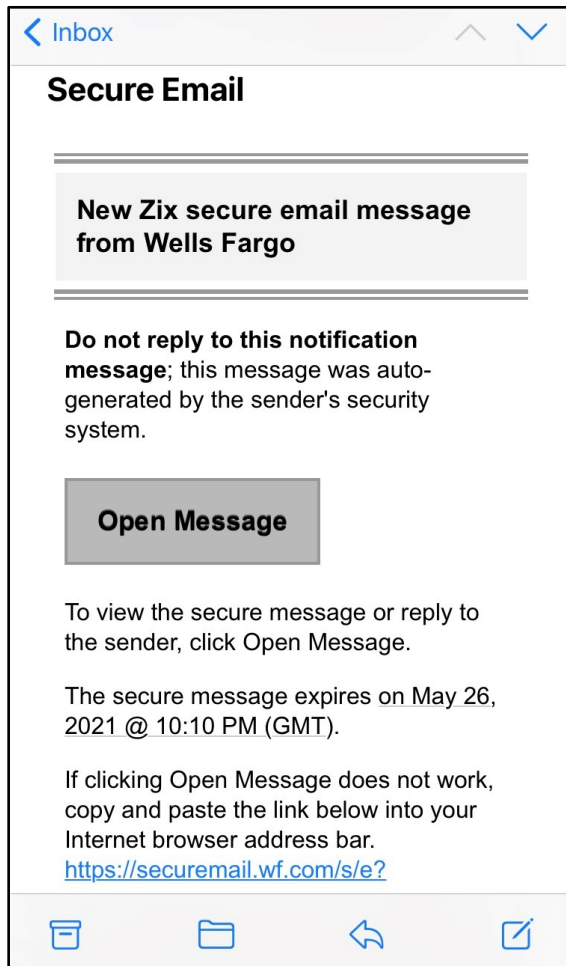 Inbox
Secure Email
New Zix secure email message
from Wells Fargo
Do not reply to this notification
message; this message was auto-
generated by the sender's security
system.
Open Message
To view the secure message or reply to
the sender, click Open Message.
The secure message expires on May 26,
2021 @ 10:10 PM (GMT).
If clicking Open Message does not work,
copy and paste the link below into your
Internet browser address bar.
https://securemail.wf.com/s/e?